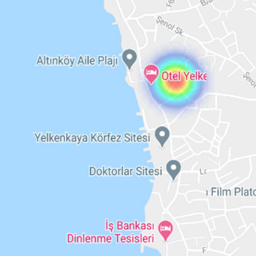 Şenol Sk.
Altınköy Aile Plajı
Otel Yelke
Yelkenkaya Körfez Sitesi
Doktorlar Sitesi
Film Plato
İş Bankası
Dinlenme Tesisleri